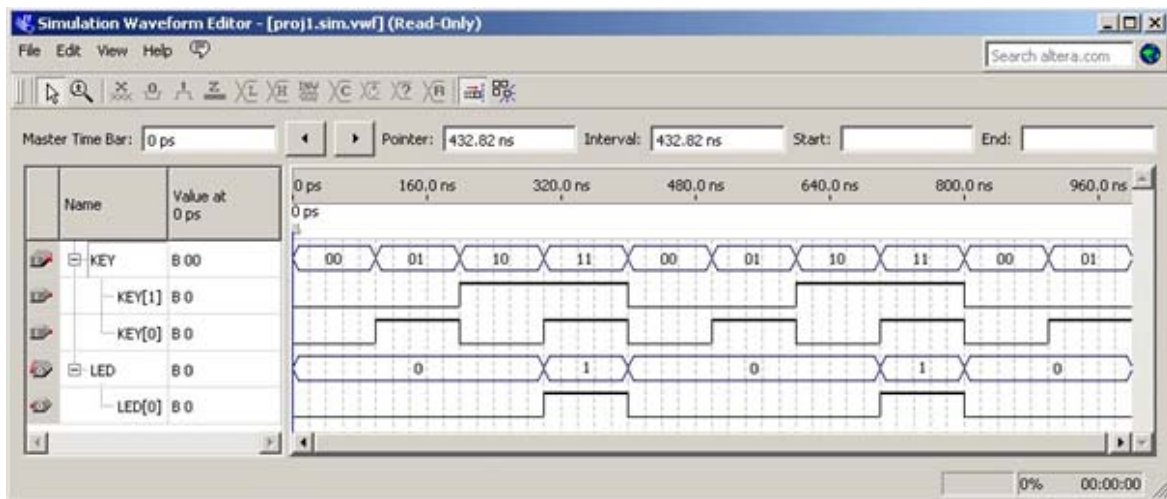 Simulation Waveform Editor - [proj1.sim.vwf] (Read-Only)
File Edit View Help
Search altera.com
Master Time Bar: 0 ps Pointer: 432.82 ns Interval: 432.82 ns Start: End:
Name Value at 0 ps 0 ps 160.0 ns 320.0 ns 480.0 ns 640.0 ns 800.0 ns 960.0 ns
0 ps
KEY B 00 00 01 10 11 00 01 10 11 00 01
KEY[1] B 0
KEY[0] B 0
LED B 0 0 1 0 1 0
LED[0] B 0
0% 00:00:00